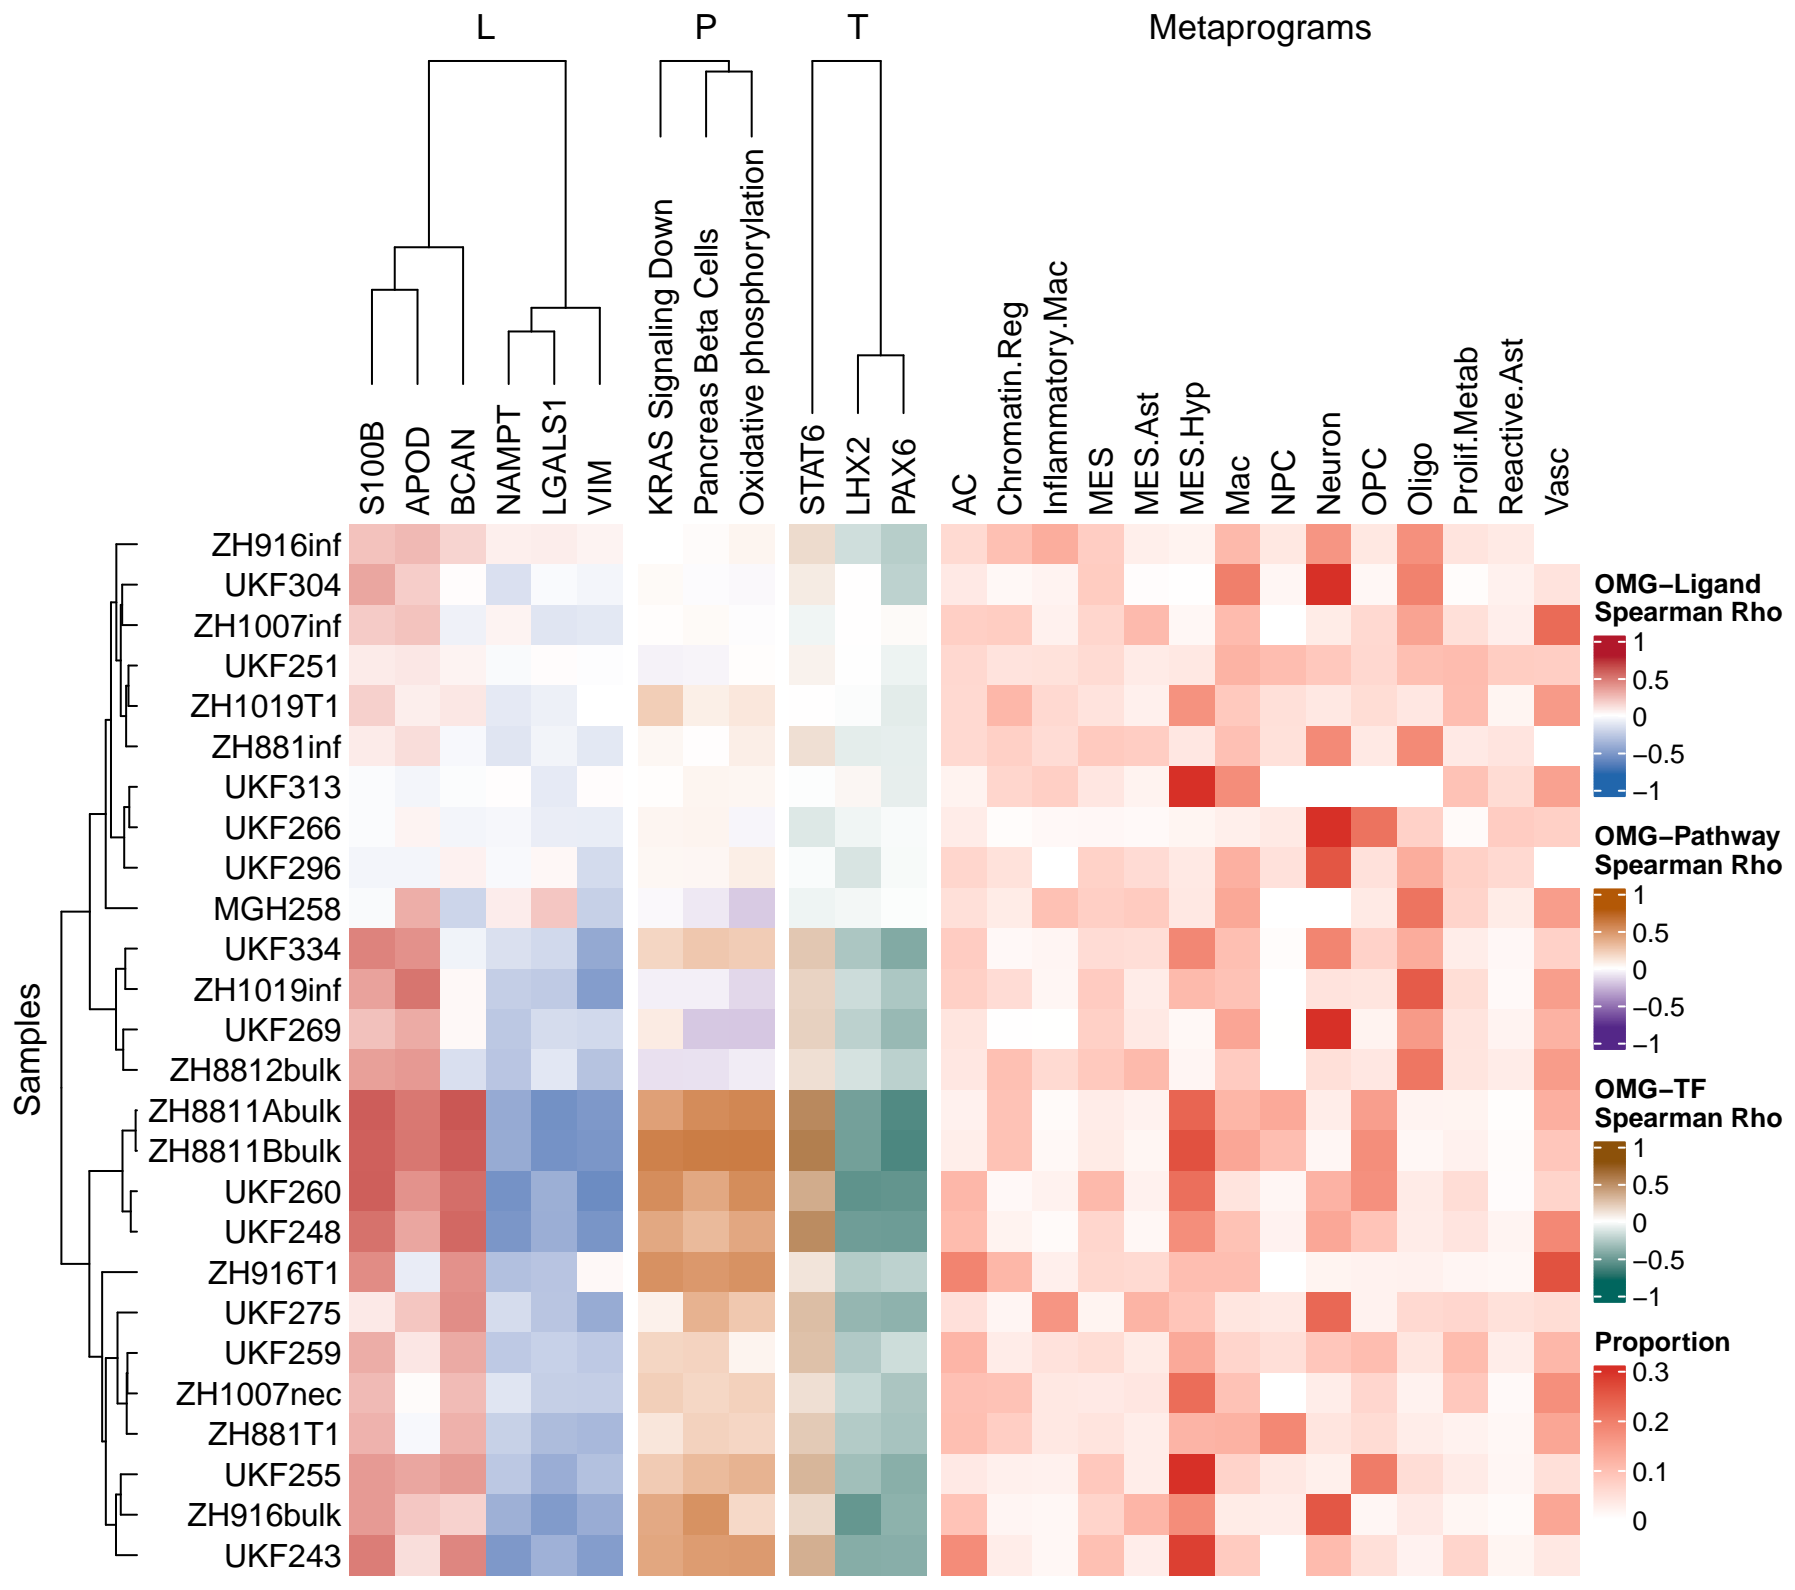 L
P
T
Metaprograms
S100B
APOD
BCAN
NAMPT
LGALS1
VIM
KRAS Signaling Down
Pancreas Beta Cells
Oxidative phosphorylation
STAT6
LHX2
PAX6
AC
Chromatin.Reg
Inflammatory.Mac
MES
MES.Ast
MES.Hyp
Mac
NPC
Neuron
OPC
Oligo
Prolif.Metab
Reactive.Ast
Vasc
Samples
ZH916inf
UKF304
ZH1007inf
UKF251
ZH1019T1
ZH881inf
UKF313
UKF266
UKF296
MGH258
UKF334
ZH1019inf
UKF269
ZH8812bulk
ZH8811Abulk
ZH8811Bbulk
UKF260
UKF248
ZH916T1
UKF275
UKF259
ZH1007nec
ZH881T1
UKF255
ZH916bulk
UKF243
OMG−Ligand
Spearman Rho
1
0.5
0
−0.5
−1
OMG−Pathway
Spearman Rho
1
0.5
0
−0.5
−1
OMG−TF
Spearman Rho
1
0.5
0
−0.5
−1
Proportion
0.3
0.2
0.1
0